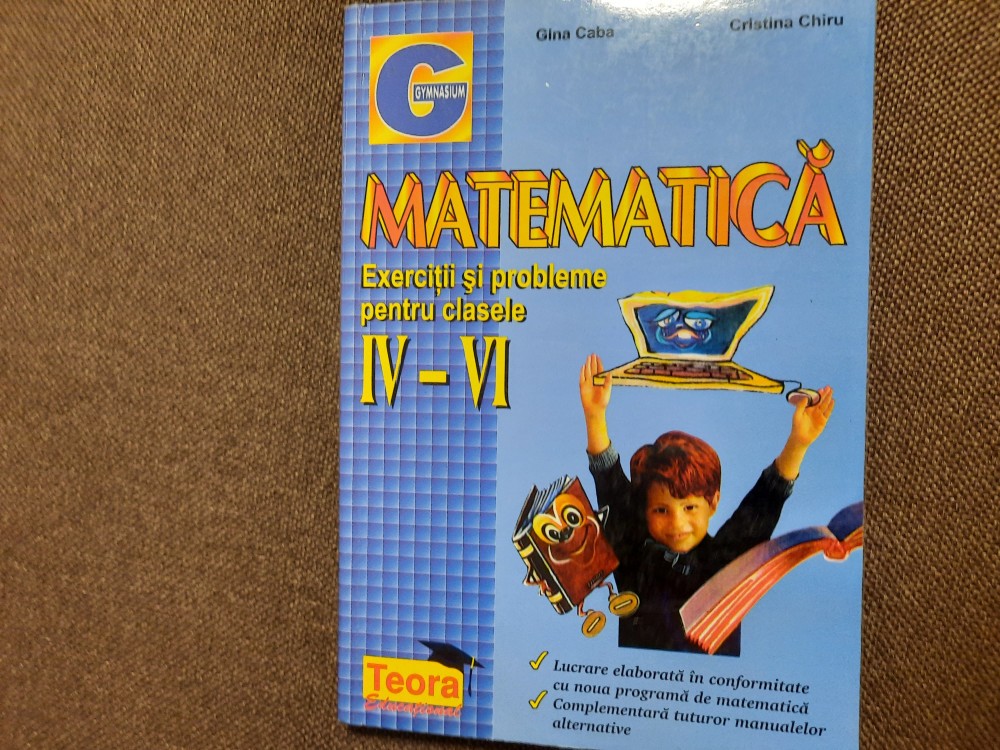 Gina Caba
Cristina Chiru
GYMNASIUM
MATEMATICĂ
Exerciţii şi probleme
pentru clasele
IV - VI
Teora
Educaţional
Lucrare elaborată în conformitate
cu noua programă de matematică
Complementară tuturor manualelor
alternative